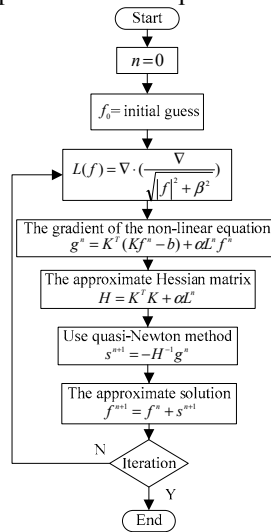 Start
n=0
f₀= initial guess
L(f) = ∇·(∇/√(|f|² + β²))
The gradient of the non-linear equation
gⁿ = Kᵀ(Kfⁿ − b) + αLⁿfⁿ
The approximate Hessian matrix
H = KᵀK + αLⁿ
Use quasi-Newton method
sⁿ⁺¹ = −H⁻¹gⁿ
The approximate solution
fⁿ⁺¹ = fⁿ + sⁿ⁺¹
N
Iteration
Y
End